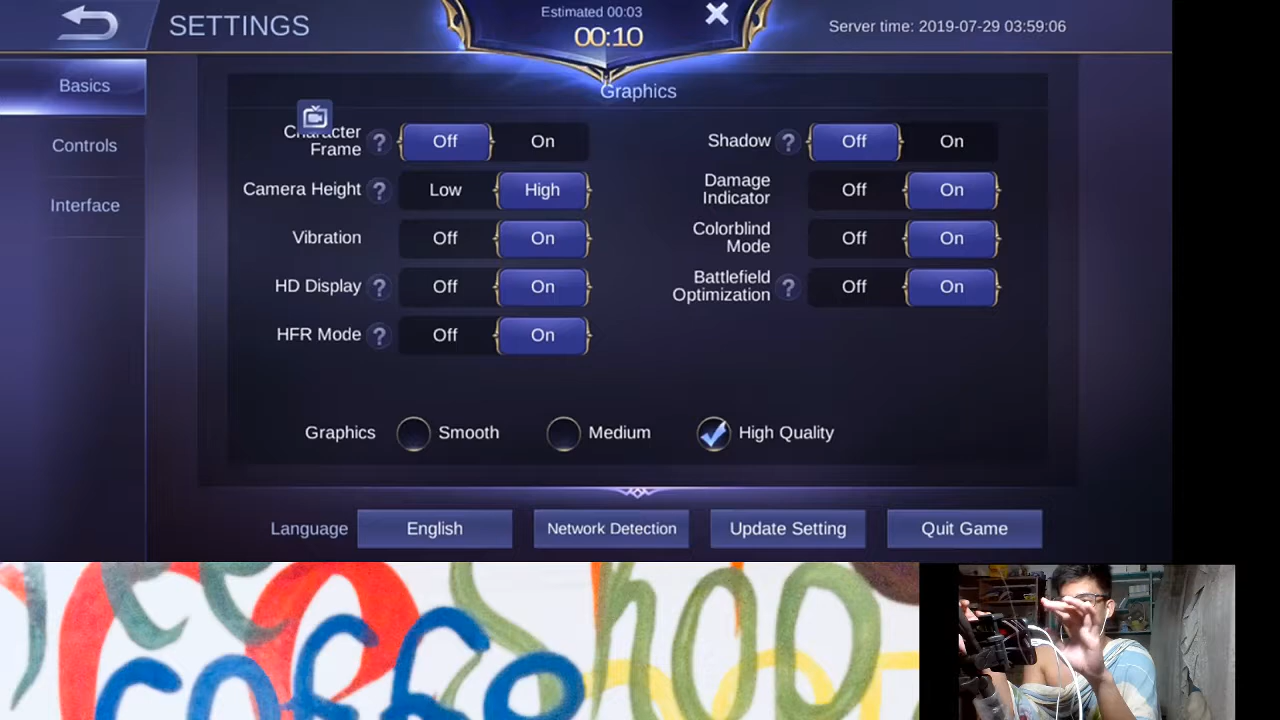 SETTINGS
Estimated 00:03
00:10
Server time: 2019-07-29 03:59:06
Basics
Controls
Interface
Graphics
Character
Frame
? Off On
Shadow ? Off On
Camera Height ? Low High
Damage
Indicator
Off On
Vibration Off On
Colorblind
Mode
Off On
HD Display ? Off On
Battlefield
Optimization
? Off On
HFR Mode ? Off On
Graphics Smooth Medium High Quality
Language English Network Detection Update Setting Quit Game
coffe